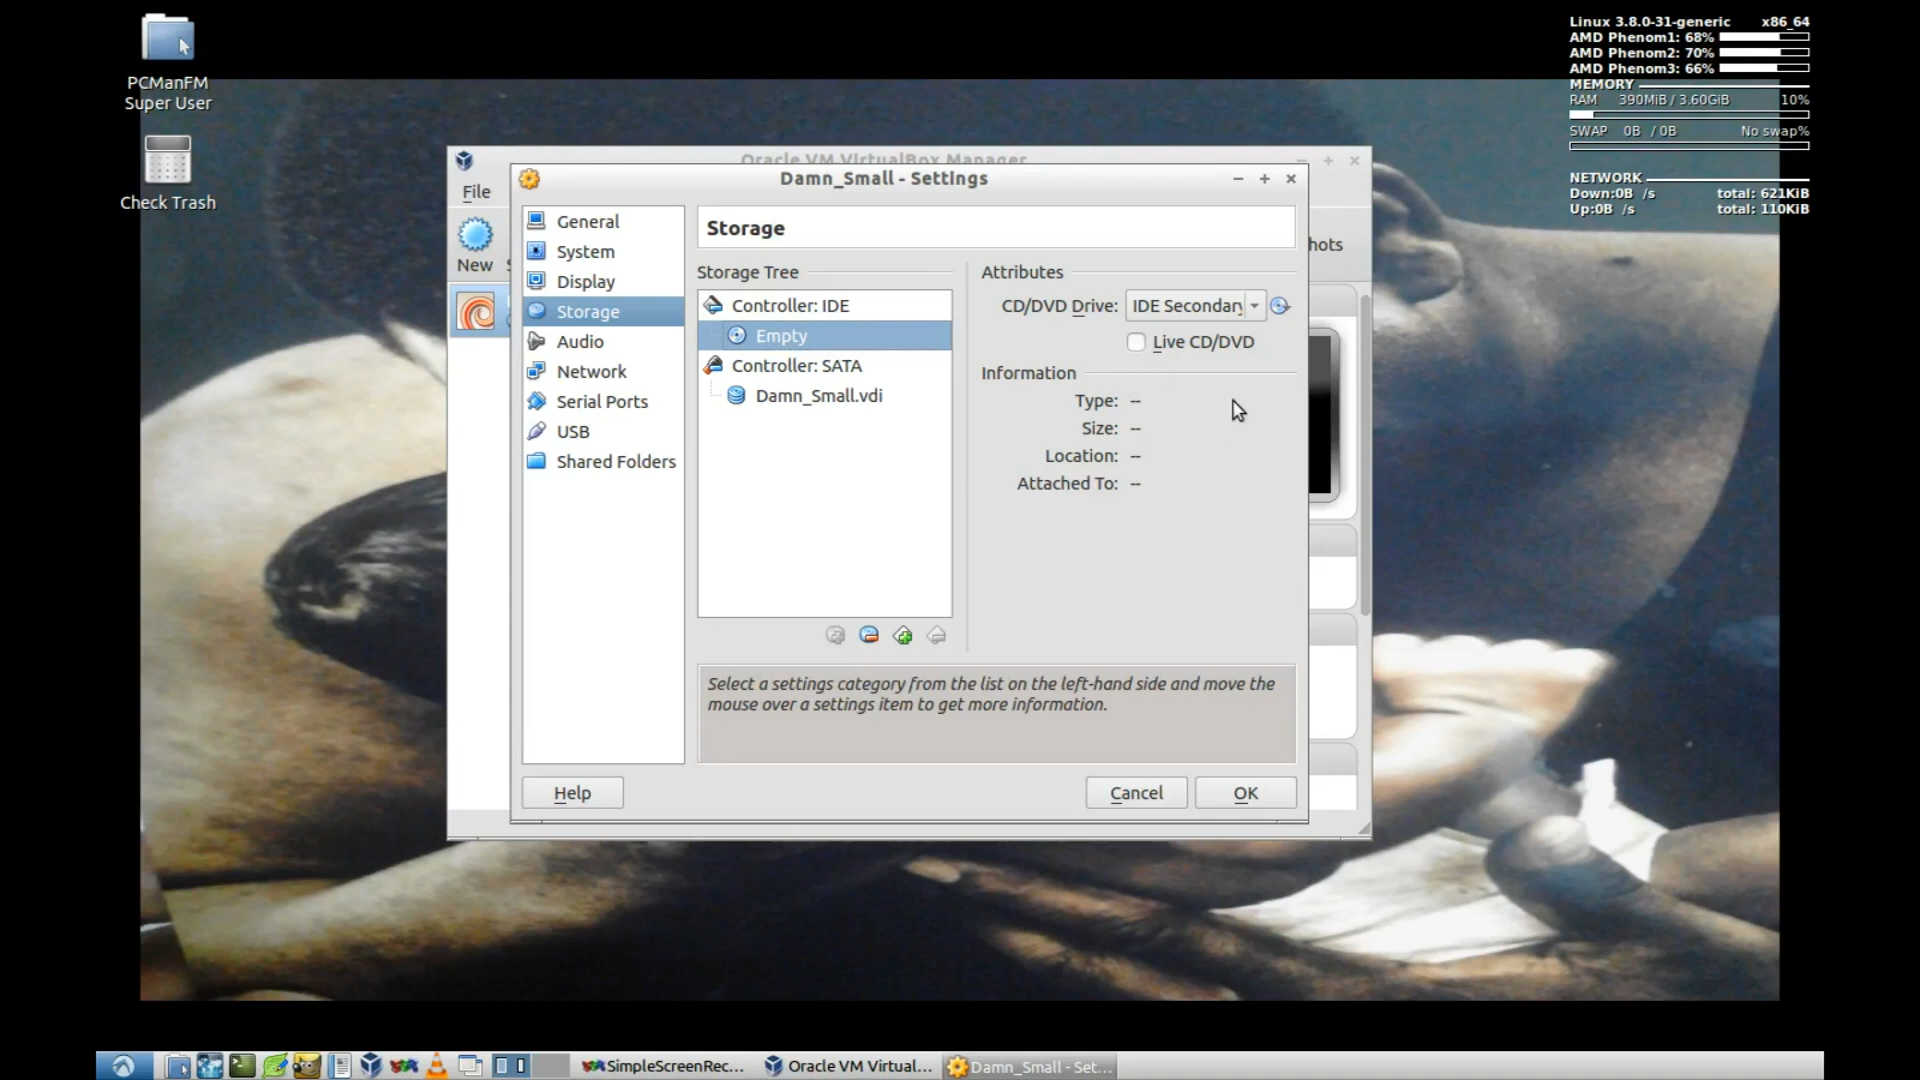 PCManFM
Super User
Check Trash
Linux 3.8.0-31-generic x86_64
AMD Phenom1: 68%
AMD Phenom2: 70%
AMD Phenom3: 66%
MEMORY
RAM 390MiB / 3.60GiB 10%
SWAP 0B / 0B No swap%
NETWORK
Down:0B /s total: 621KiB
Up:0B /s total: 110KiB
Oracle VM VirtualBox Manager
File
New
hots
Damn_Small - Settings
General
System
Display
Storage
Audio
Network
Serial Ports
USB
Shared Folders
Storage
Storage Tree
Controller: IDE
Empty
Controller: SATA
Damn_Small.vdi
Attributes
CD/DVD Drive: IDE Secondary
Live CD/DVD
Information
Type: --
Size: --
Location: --
Attached To: --
Select a settings category from the list on the left-hand side and move the
mouse over a settings item to get more information.
Help
Cancel
OK
SimpleScreenRec...
Oracle VM Virtual...
Damn_Small - Set...